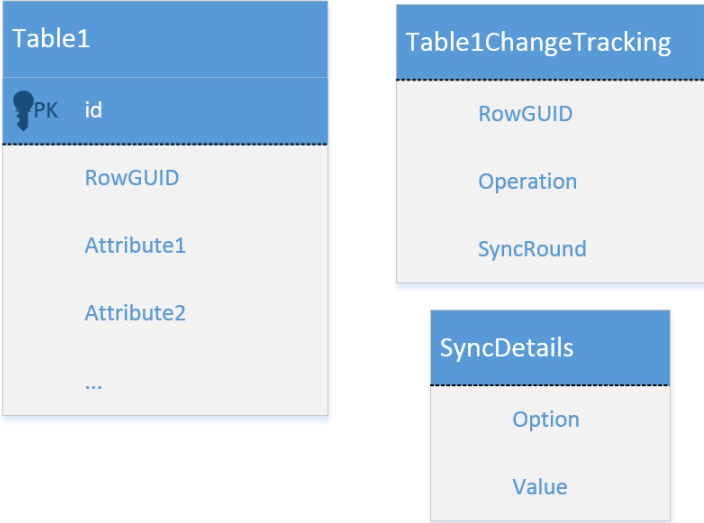 Table1
PK id
RowGUID
Attribute1
Attribute2
...
Table1ChangeTracking
RowGUID
Operation
SyncRound
SyncDetails
Option
Value